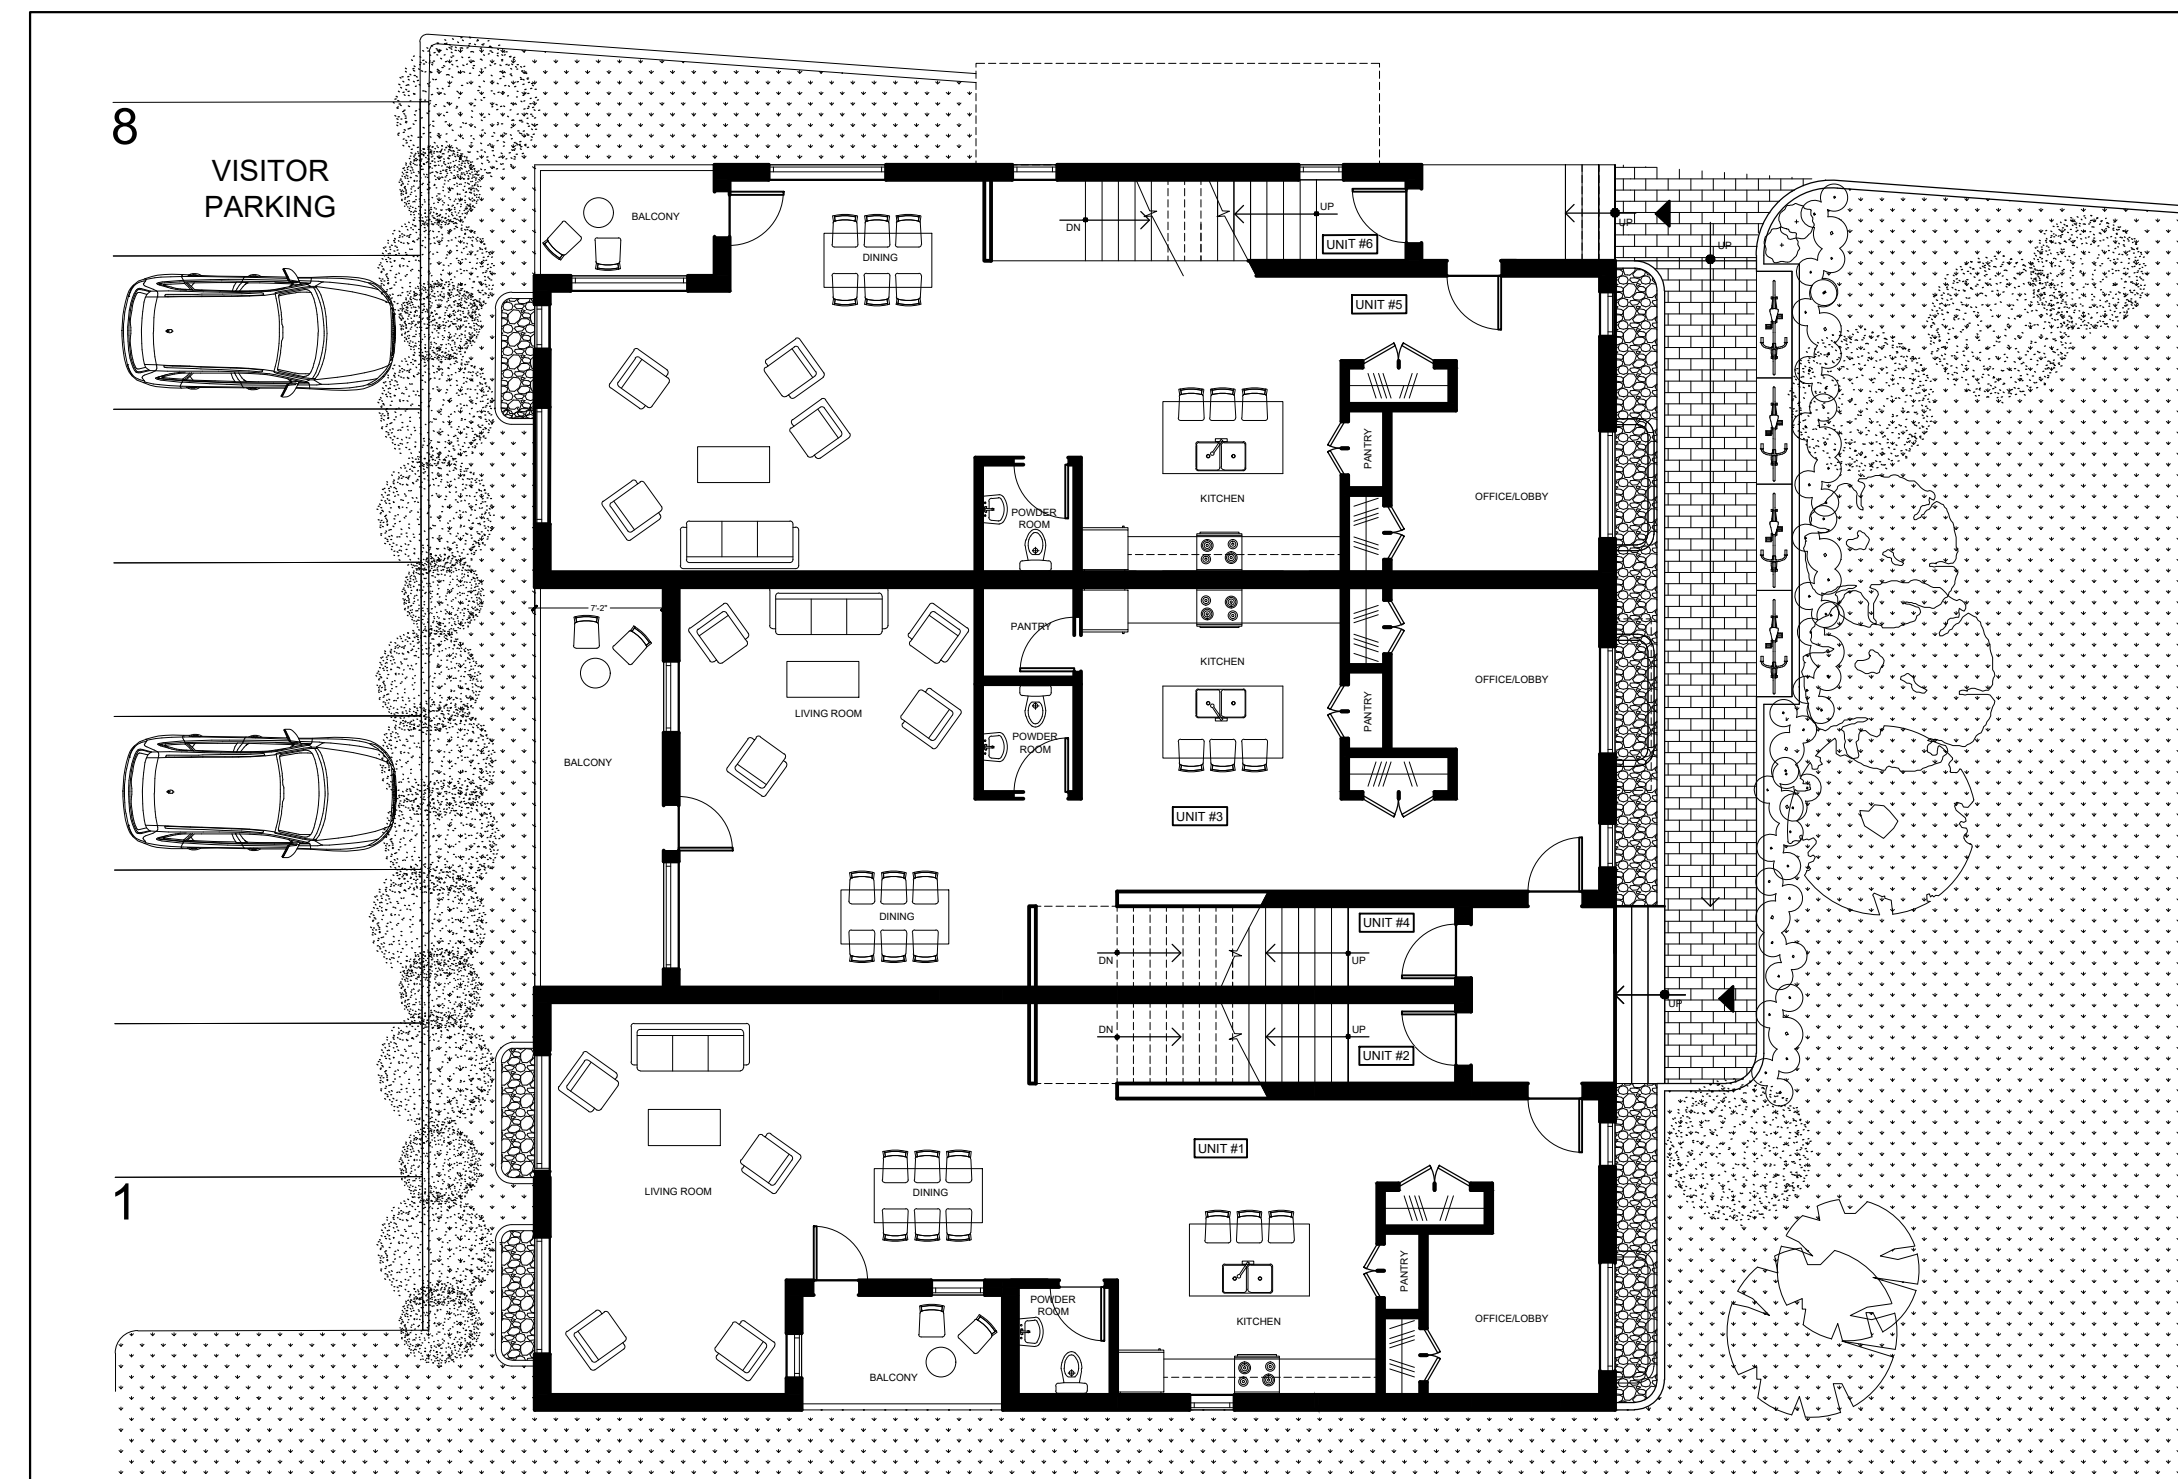 8
VISITOR
PARKING
BALCONY
DINING
DN
UP
UNIT #6
UP
UP
UNIT #5
PANTRY
KITCHEN
OFFICE/LOBBY
POWDER
ROOM
7'-2"
PANTRY
KITCHEN
OFFICE/LOBBY
LIVING ROOM
PANTRY
POWDER
ROOM
BALCONY
UNIT #3
DINING
UNIT #4
DN
UP
UP
DN
UP
UNIT #2
UNIT #1
1
LIVING ROOM
DINING
PANTRY
POWDER
ROOM
KITCHEN
OFFICE/LOBBY
BALCONY